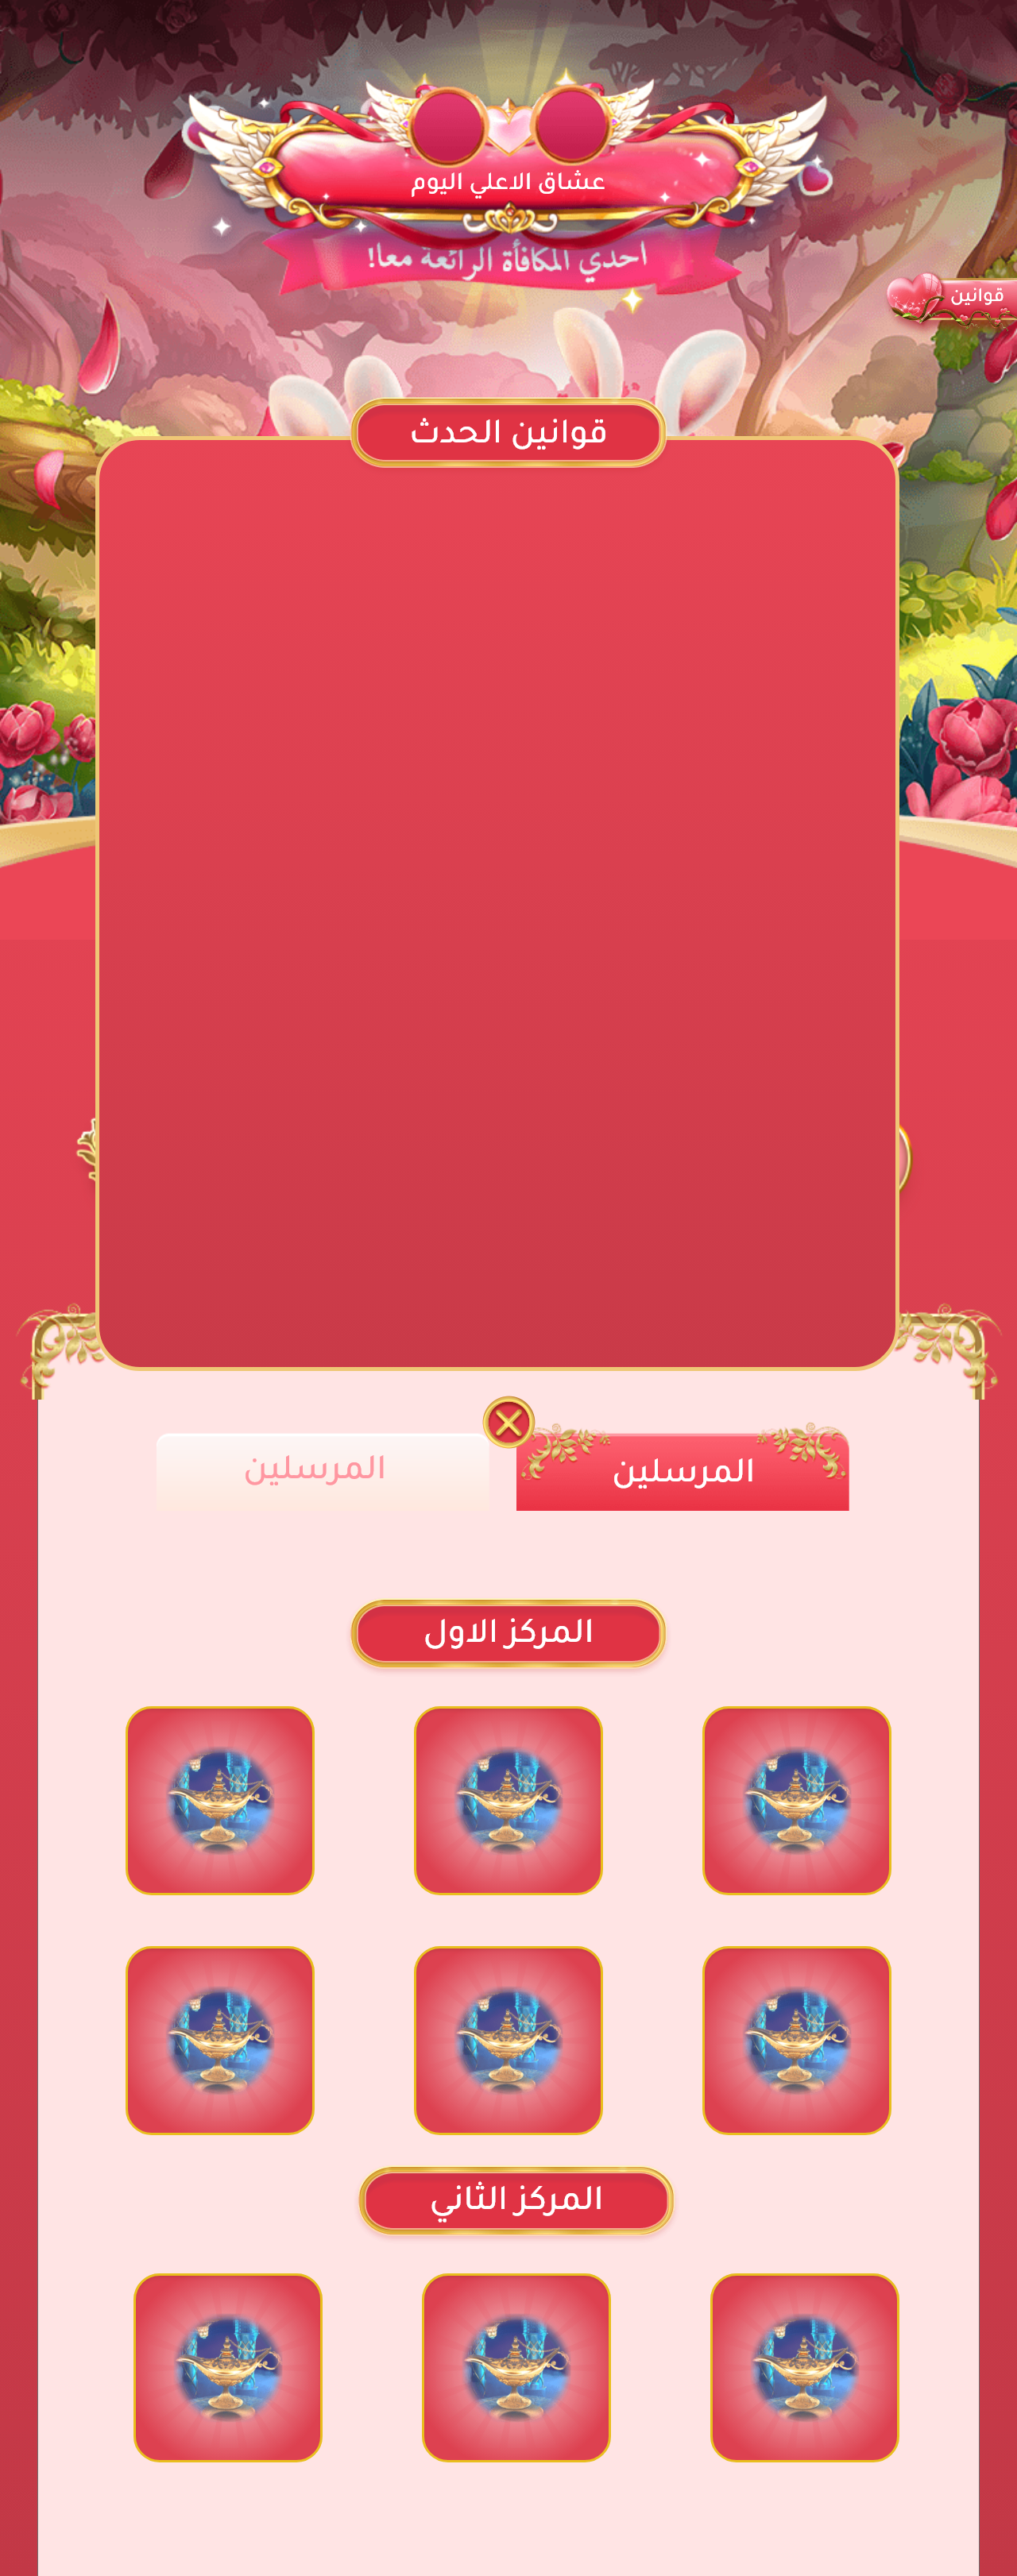 عشاق الاعلي اليوم
احدي المكافأة الرائعة معا!
قوانين
قوانين الحدث
المرسلين
المرسلين
المركز الاول
المركز الثاني